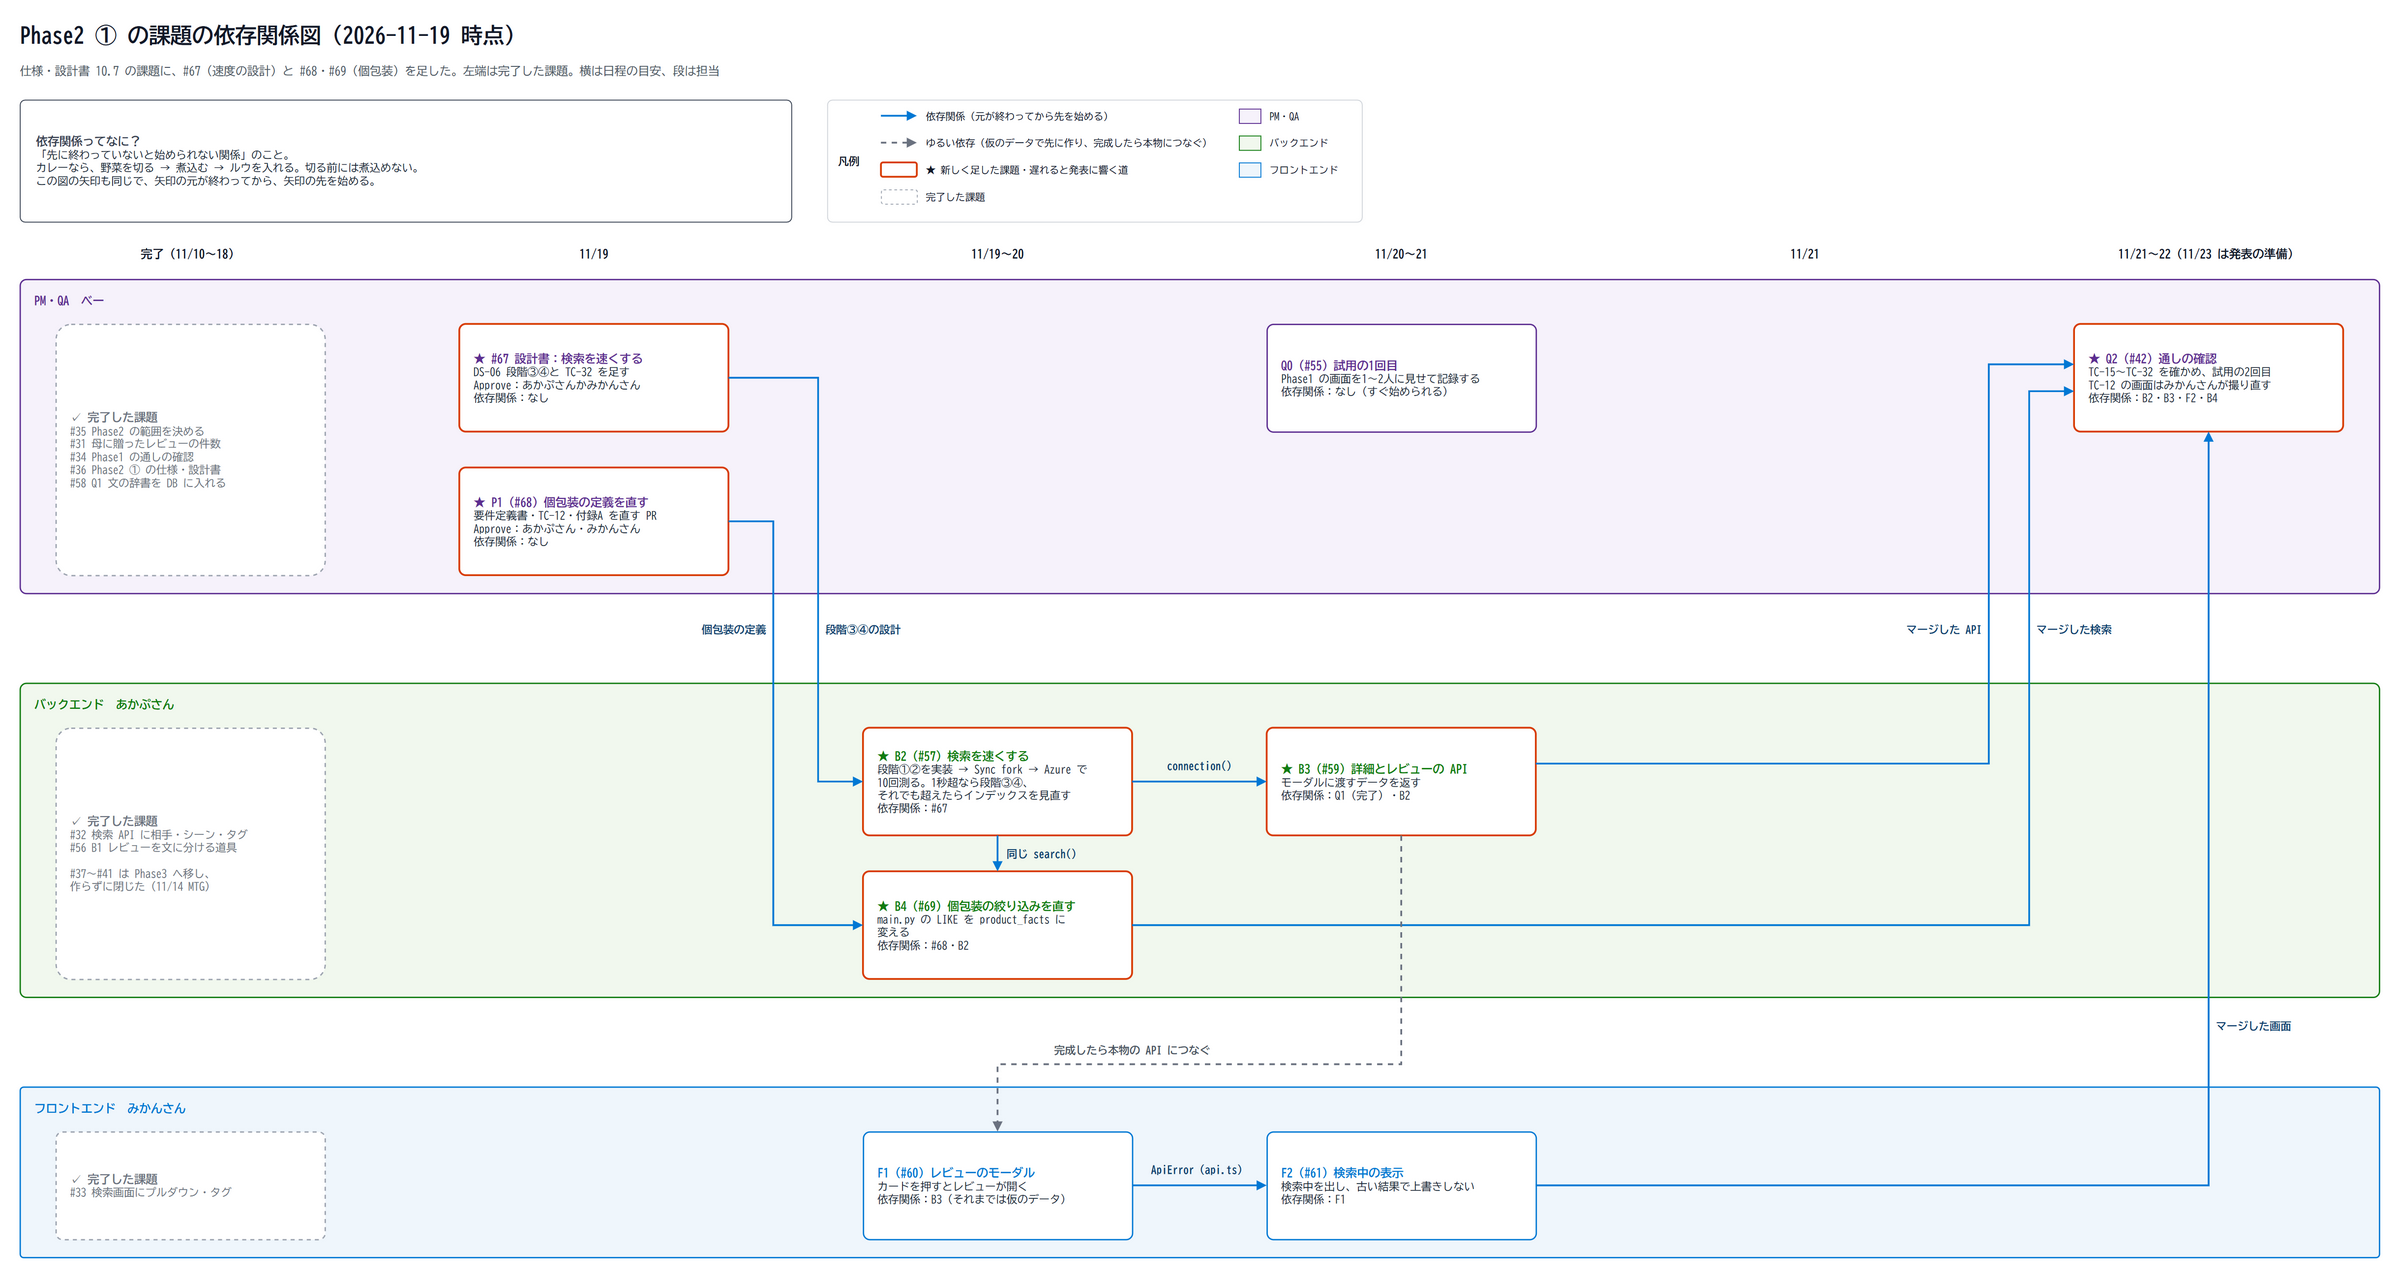 Phase2 ① の課題の依存関係図（2026-11-19 時点）
仕様・設計書 10.7 の課題に、#67（速度の設計）と #68・#69（個包装）を足した。左端は完了した課題。横は日程の目安、段は担当
依存関係ってなに？
「先に終わっていないと始められない関係」のこと。
カレーなら、野菜を切る → 煮込む → ルウを入れる。切る前には煮込めない。
この図の矢印も同じで、矢印の元が終わってから、矢印の先を始める。
凡例
依存関係（元が終わってから先を始める）
ゆるい依存（仮のデータで先に作り、完成したら本物につなぐ）
★ 新しく足した課題・遅れると発表に響く道
完了した課題
PM・QA
バックエンド
フロントエンド
完了（11/10〜18）
11/19
11/19〜20
11/20〜21
11/21
11/21〜22（11/23 は発表の準備）
PM・QA　べー
✓ 完了した課題
#35 Phase2 の範囲を決める
#31 母に贈ったレビューの件数
#34 Phase1 の通しの確認
#36 Phase2 ① の仕様・設計書
#58 Q1 文の辞書を DB に入れる
★ #67 設計書：検索を速くする
DS-06 段階③④と TC-32 を足す
Approve：あかぷさんかみかんさん
依存関係：なし
★ P1（#68）個包装の定義を直す
要件定義書・TC-12・付録A を直す PR
Approve：あかぷさん・みかんさん
依存関係：なし
Q0（#55）試用の1回目
Phase1 の画面を1〜2人に見せて記録する
依存関係：なし（すぐ始められる）
★ Q2（#42）通しの確認
TC-15〜TC-32 を確かめ、試用の2回目
TC-12 の画面はみかんさんが撮り直す
依存関係：B2・B3・F2・B4
個包装の定義
段階③④の設計
マージした API
マージした検索
バックエンド　あかぷさん
✓ 完了した課題
#32 検索 API に相手・シーン・タグ
#56 B1 レビューを文に分ける道具
#37〜#41 は Phase3 へ移し、
作らずに閉じた（11/14 MTG）
★ B2（#57）検索を速くする
段階①②を実装 → Sync fork → Azure で
10回測る。1秒超なら段階③④、
それでも超えたらインデックスを見直す
依存関係：#67
connection()
★ B3（#59）詳細とレビューの API
モーダルに渡すデータを返す
依存関係：Q1（完了）・B2
同じ search()
★ B4（#69）個包装の絞り込みを直す
main.py の LIKE を product_facts に
変える
依存関係：#68・B2
マージした画面
完成したら本物の API につなぐ
フロントエンド　みかんさん
✓ 完了した課題
#33 検索画面にプルダウン・タグ
F1（#60）レビューのモーダル
カードを押すとレビューが開く
依存関係：B3（それまでは仮のデータ）
ApiError（api.ts）
F2（#61）検索中の表示
検索中を出し、古い結果で上書きしない
依存関係：F1